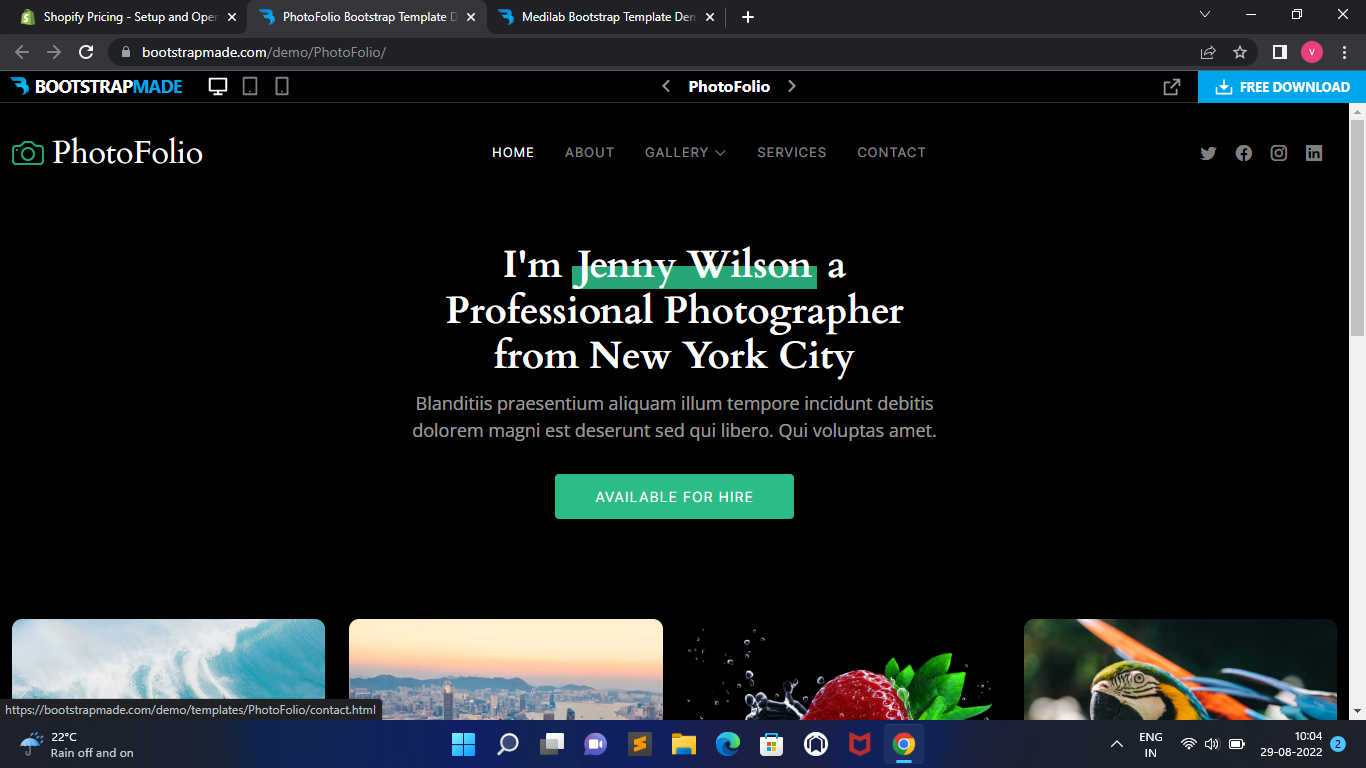 Shopify Pricing - Setup and Oper
PhotoFolio Bootstrap Template D
Medilab Bootstrap Template Dem
bootstrapmade.com/demo/PhotoFolio/
V
BOOTSTRAPMADE
PhotoFolio
FREE DOWNLOAD
PhotoFolio
HOME ABOUT GALLERY SERVICES CONTACT
I'm Jenny Wilson a
Professional Photographer
from New York City
Blanditiis praesentium aliquam illum tempore incidunt debitis
dolorem magni est deserunt sed qui libero. Qui voluptas amet.
AVAILABLE FOR HIRE
https://bootstrapmade.com/demo/templates/PhotoFolio/contact.html
22°C
Rain off and on
ENG
IN
10:04
29-08-2022
2